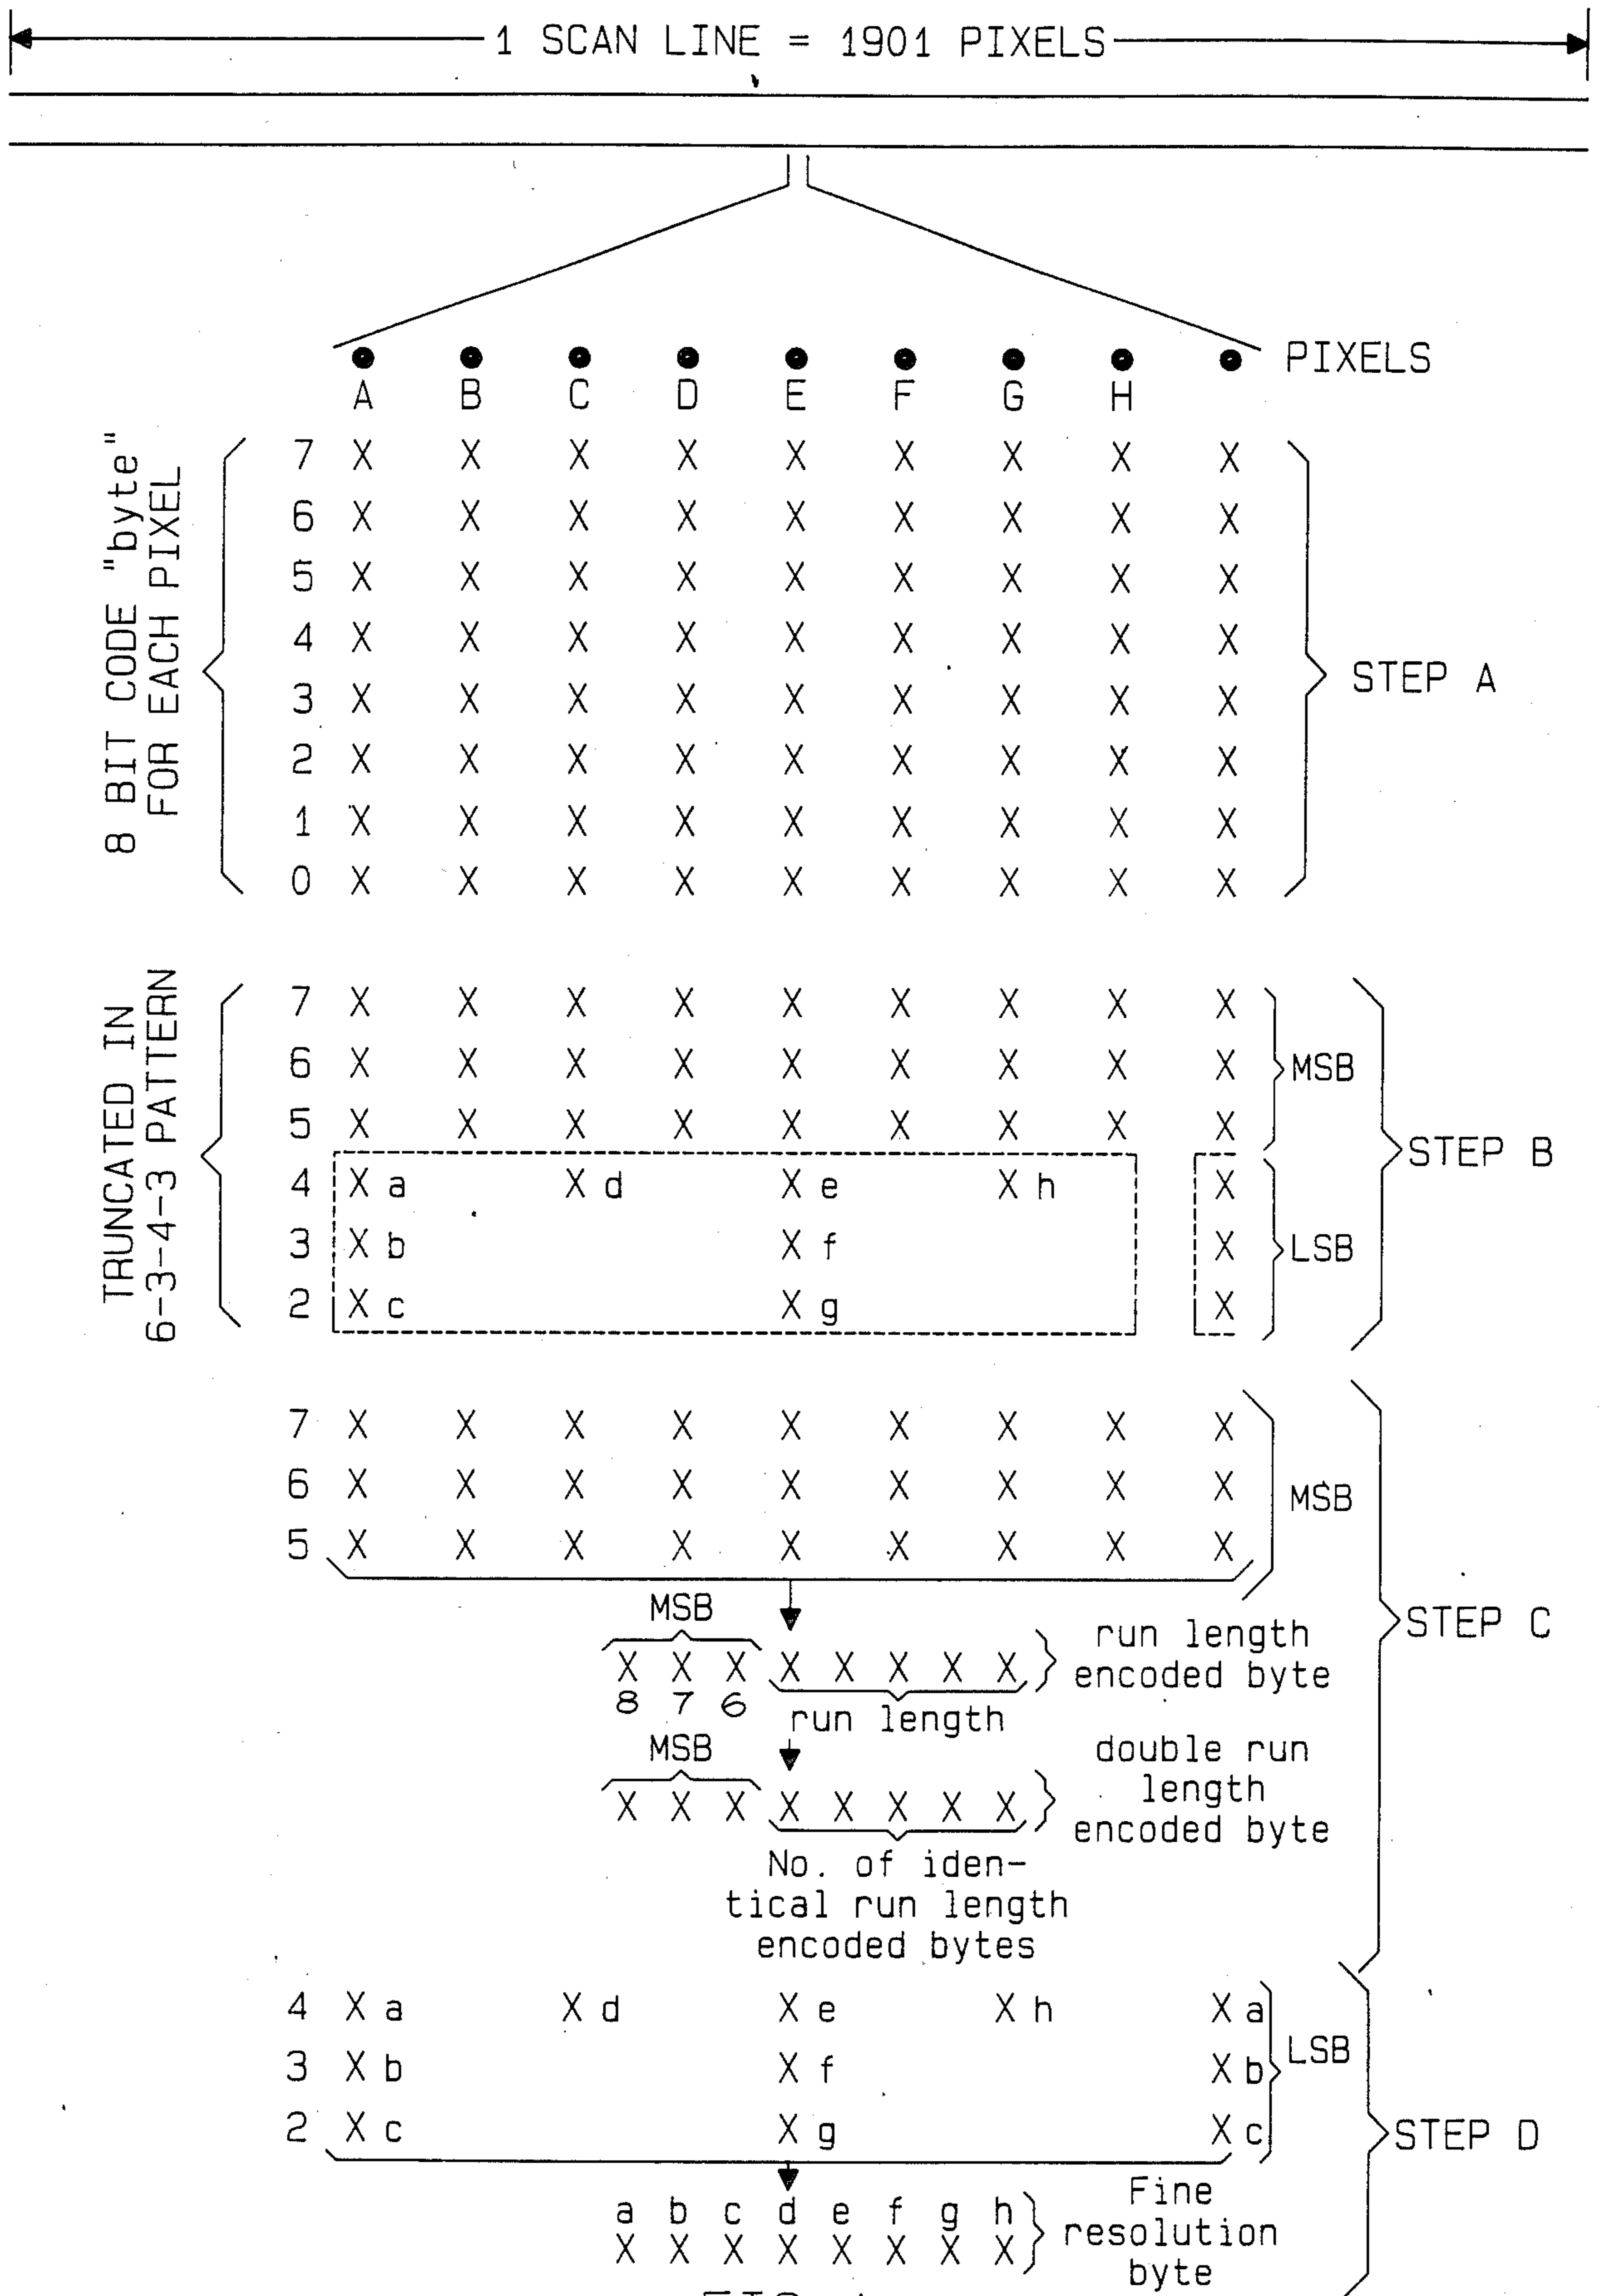 1 SCAN LINE = 1901 PIXELS
PIXELS
A B C D E F G H
8 BIT CODE "byte"
FOR EACH PIXEL
7 X X X X X X X X X
6 X X X X X X X X X
5 X X X X X X X X X
4 X X X X X X X X X
3 X X X X X X X X X
2 X X X X X X X X X
1 X X X X X X X X X
0 X X X X X X X X X
STEP A
TRUNCATED IN
6-3-4-3 PATTERN
7 X X X X X X X X X
6 X X X X X X X X X
MSB
5 X X X X X X X X X
STEP B
4 X a X d X e X h X
3 X b X f X
LSB
2 X c X g X
7 X X X X X X X X X
6 X X X X X X X X X
MSB
5 X X X X X X X X X
STEP C
MSB
X X X X X X X X
8 7 6
run length
run length
encoded byte
MSB
X X X X X X X X
double run
length
encoded byte
No. of iden-
tical run length
encoded bytes
4 X a X d X e X h X a
3 X b X f X b
LSB
2 X c X g X c
STEP D
a b c d e f g h
X X X X X X X X
Fine
resolution
byte